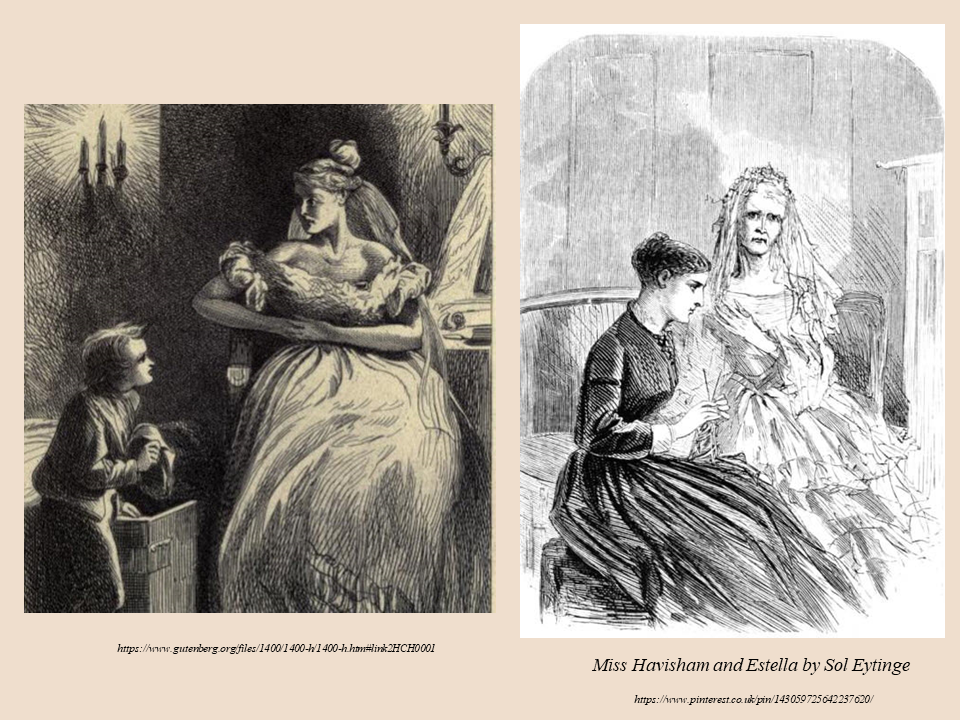 https://www.gutenberg.org/files/1400/1400-h/1400-h.htm#link2HCH0001
Miss Havisham and Estella by Sol Eytinge
https://www.pinterest.co.uk/pin/143059725642237620/